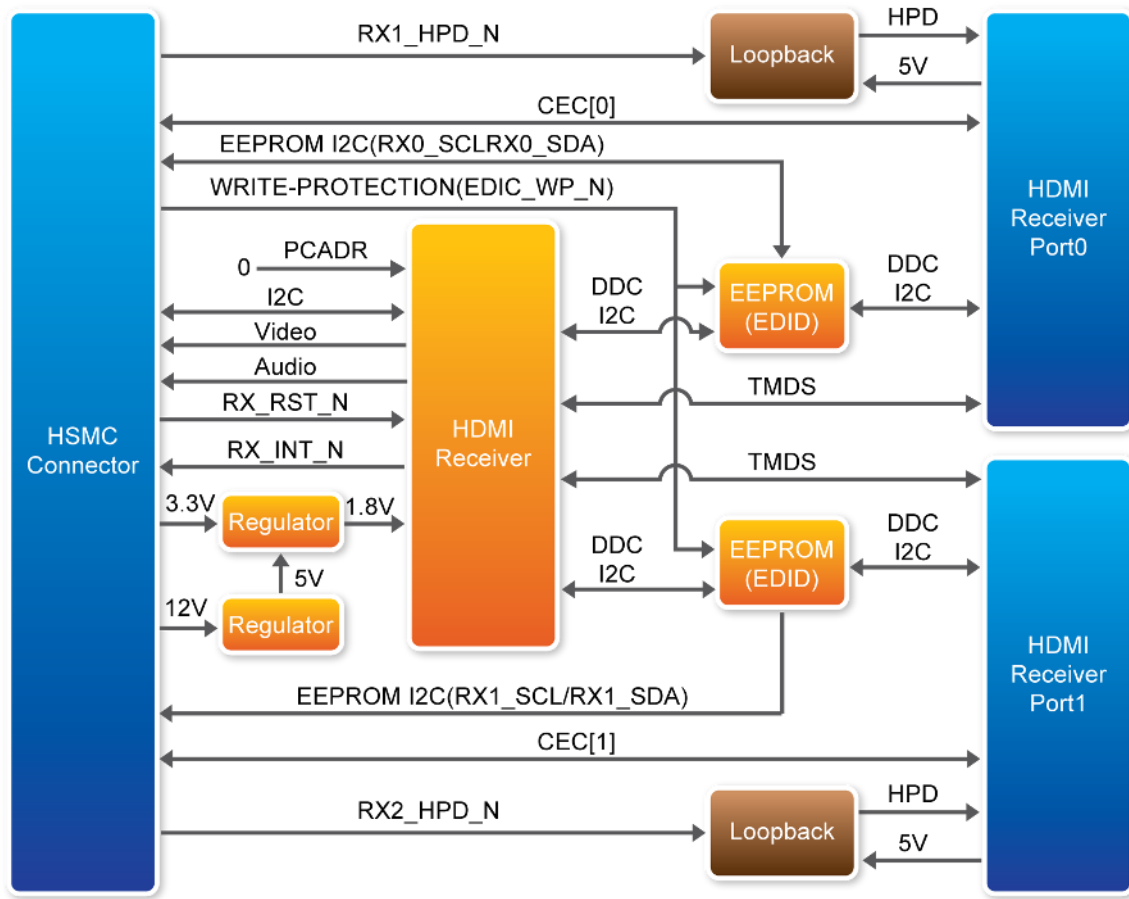 HPD
RX1_HPD_N
Loopback
5V
CEC[0]
EEPROM I2C(RX0_SCLRX0_SDA)
WRITE-PROTECTION(EDIC_WP_N)
HDMI
Receiver
Port0
0
PCADR
I2C
Video
Audio
RX_RST_N
RX_INT_N
HSMC
Connector
HDMI
Receiver
DDC
I2C
EEPROM
(EDID)
DDC
I2C
TMDS
TMDS
3.3V
Regulator
1.8V
5V
12V
Regulator
DDC
I2C
EEPROM
(EDID)
DDC
I2C
HDMI
Receiver
Port1
EEPROM I2C(RX1_SCL/RX1_SDA)
CEC[1]
RX2_HPD_N
Loopback
HPD
5V